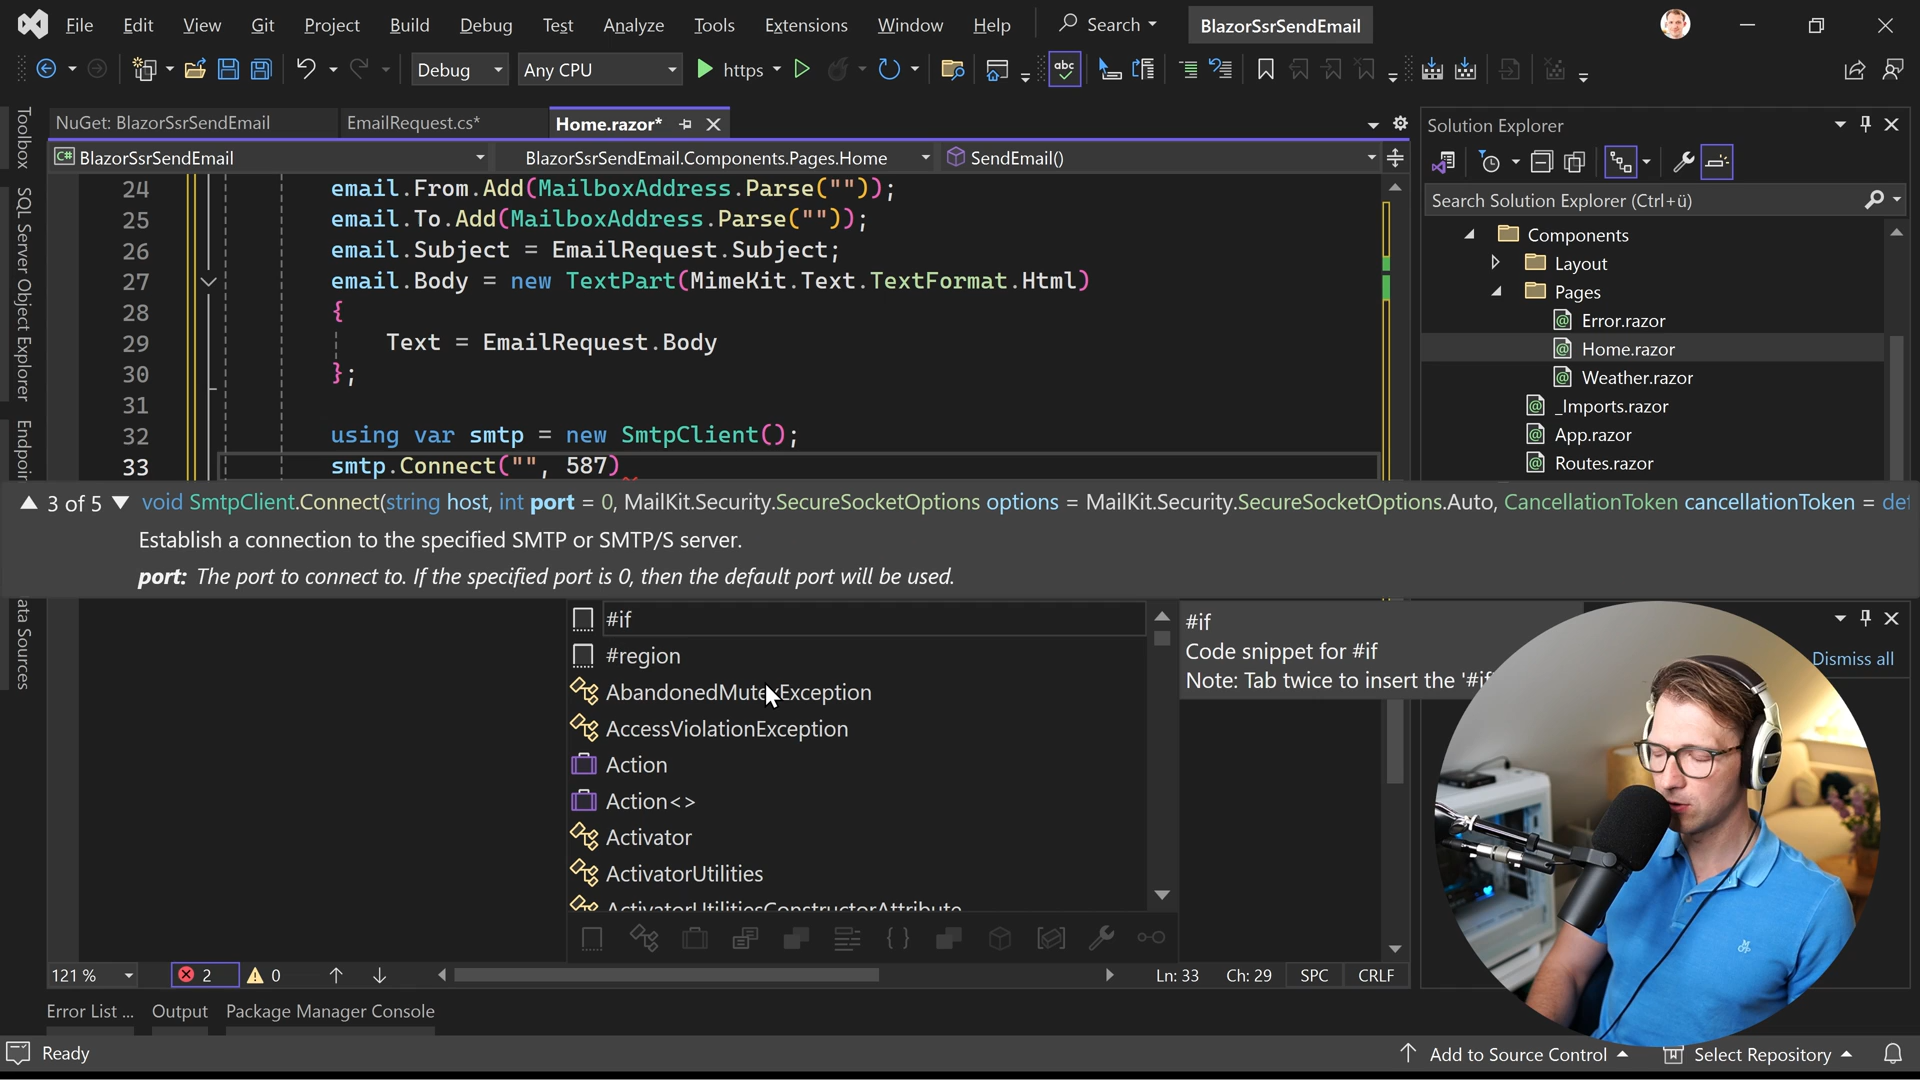 File Edit View Git Project Build Debug Test Analyze Tools Extensions Window Help Search BlazorSsrSendEmail
Debug Any CPU https abc
Toolbox
SQL Server Object Explorer
ata Sources
NuGet: BlazorSsrSendEmail EmailRequest.cs* Home.razor*
C# BlazorSsrSendEmail BlazorSsrSendEmail.Components.Pages.Home SendEmail()
24 email.From.Add(MailboxAddress.Parse(""));
25 email.To.Add(MailboxAddress.Parse(""));
26 email.Subject = EmailRequest.Subject;
27 email.Body = new TextPart(MimeKit.Text.TextFormat.Html)
28 {
29 Text = EmailRequest.Body
30 };
31
32 using var smtp = new SmtpClient();
33 smtp.Connect("", 587)
3 of 5 void SmtpClient.Connect(string host, int port = 0, MailKit.Security.SecureSocketOptions options = MailKit.Security.SecureSocketOptions.Auto, CancellationToken cancellationToken = def
Establish a connection to the specified SMTP or SMTP/S server.
port: The port to connect to. If the specified port is 0, then the default port will be used.
#if
#region
AbandonedMutexException
AccessViolationException
Action
Action<>
Activator
ActivatorUtilities
ActivatorUtilitiesConstructorAttribute
#if
Code snippet for #if
Note: Tab twice to insert the '#if
Solution Explorer
Search Solution Explorer (Ctrl+ü)
Components
Layout
Pages
Error.razor
Home.razor
Weather.razor
_Imports.razor
App.razor
Routes.razor
Dismiss all
121 % 2 0 Ln: 33 Ch: 29 SPC CRLF
Error List ... Output Package Manager Console
Ready Add to Source Control Select Repository